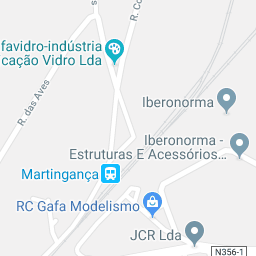 favidro-indústria
cação Vidro Lda
R. das Aves
R. Co
Iberonorma
Iberonorma -
Estruturas E Acessórios...
Martingança
RC Gafa Modelismo
JCR Lda
N356-1